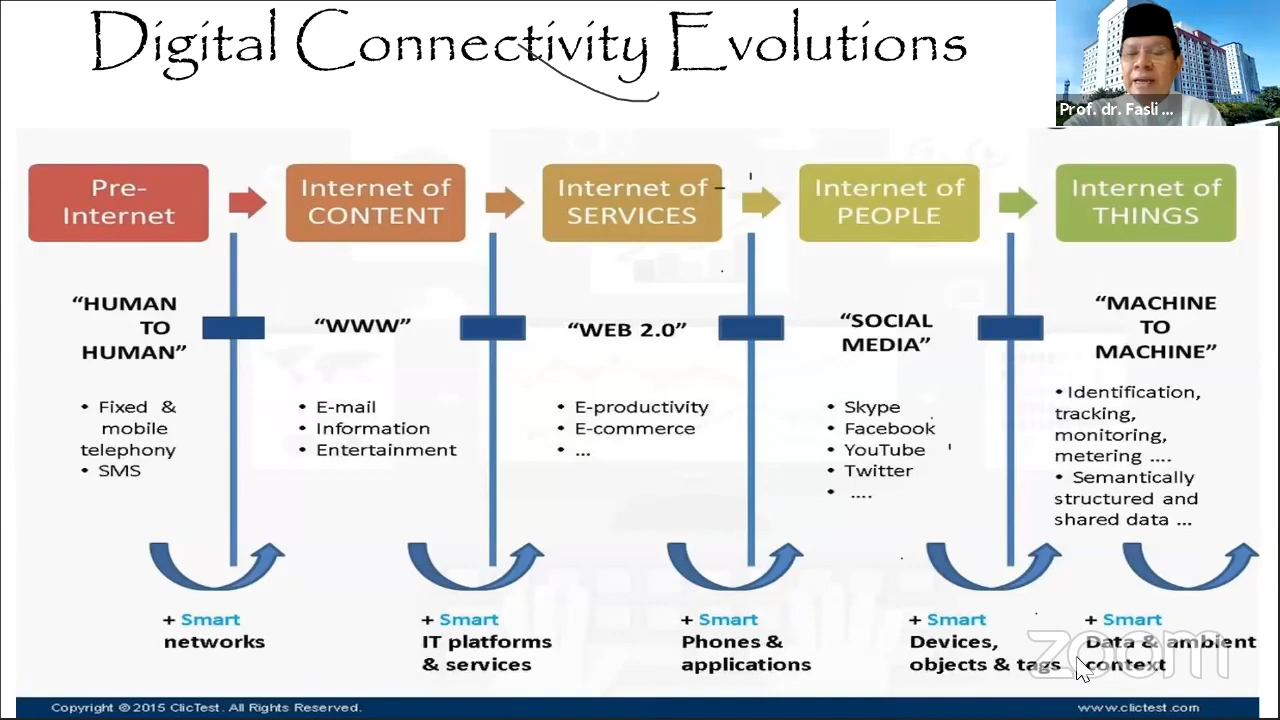 Digital Connectivity Evolutions
Prof. dr. Fasli ...
Pre-
Internet
Internet of
CONTENT
Internet of
SERVICES
Internet of
PEOPLE
Internet of
THINGS
“HUMAN
TO
HUMAN”
“WWW”
“WEB 2.0”
“SOCIAL
MEDIA”
“MACHINE
TO
MACHINE”
• Fixed &
mobile
telephony
• SMS
• E-mail
• Information
• Entertainment
• E-productivity
• E-commerce
• ...
• Skype
• Facebook
• YouTube
• Twitter
• ....
• Identification,
tracking,
monitoring,
metering ....
• Semantically
structured and
shared data ...
+ Smart
networks
+ Smart
IT platforms
& services
+ Smart
Phones &
applications
+ Smart
Devices,
objects & tags
+ Smart
Data & ambient
context
zoom
Copyright © 2015 ClicTest. All Rights Reserved.
www.clictest.com